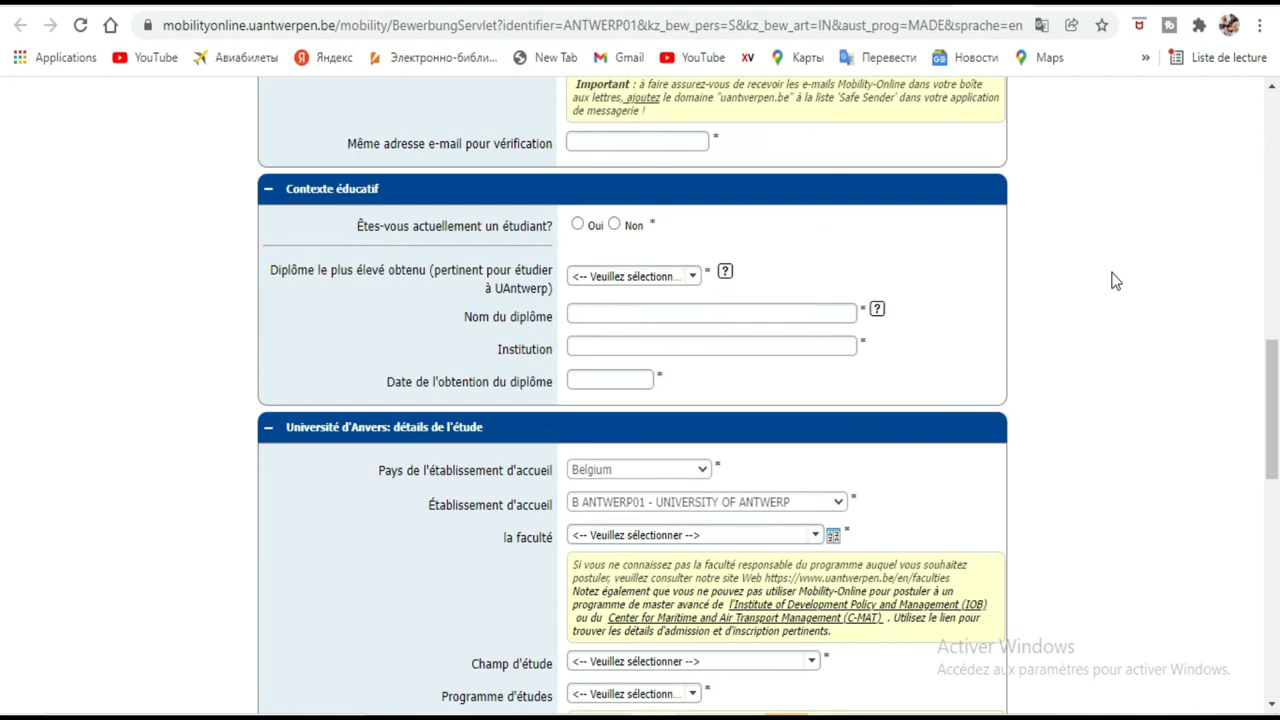 mobilityonline.uantwerpen.be/mobility/BewerbungServlet?identifier=ANTWERP01&kz_bew_pers=S&kz_bew_art=IN&aust_prog=MADE&sprache=en
Applications YouTube Авиабилеты Яндекс Электронно-библи... New Tab Gmail YouTube XV Карты Перевести Новости Maps » Liste de lecture
Important : à faire assurez-vous de recevoir les e-mails Mobility-Online dans votre boîte
aux lettres, ajoutez le domaine "uantwerpen.be" à la liste 'Safe Sender' dans votre application
de messagerie !
Même adresse e-mail pour vérification *
− Contexte éducatif
Êtes-vous actuellement un étudiant? Oui Non *
Diplôme le plus élevé obtenu (pertinent pour étudier
à UAntwerp) <-- Veuillez sélectionn... * ?
Nom du diplôme * ?
Institution *
Date de l'obtention du diplôme *
− Université d'Anvers: détails de l'étude
Pays de l'établissement d'accueil Belgium *
Établissement d'accueil B ANTWERP01 - UNIVERSITY OF ANTWERP *
la faculté <-- Veuillez sélectionner --> *
Si vous ne connaissez pas la faculté responsable du programme auquel vous souhaitez
postuler, veuillez consulter notre site Web https://www.uantwerpen.be/en/faculties
Notez également que vous ne pouvez pas utiliser Mobility-Online pour postuler à un
programme de master avancé de l'Institute of Development Policy and Management (IOB)
ou du Center for Maritime and Air Transport Management (C-MAT) . Utilisez le lien pour
trouver les détails d'admission et d'inscription pertinents.
Activer Windows
Accédez aux paramètres pour activer Windows.
Champ d'étude <-- Veuillez sélectionner --> *
Programme d'études <-- Veuillez sélectionn... *